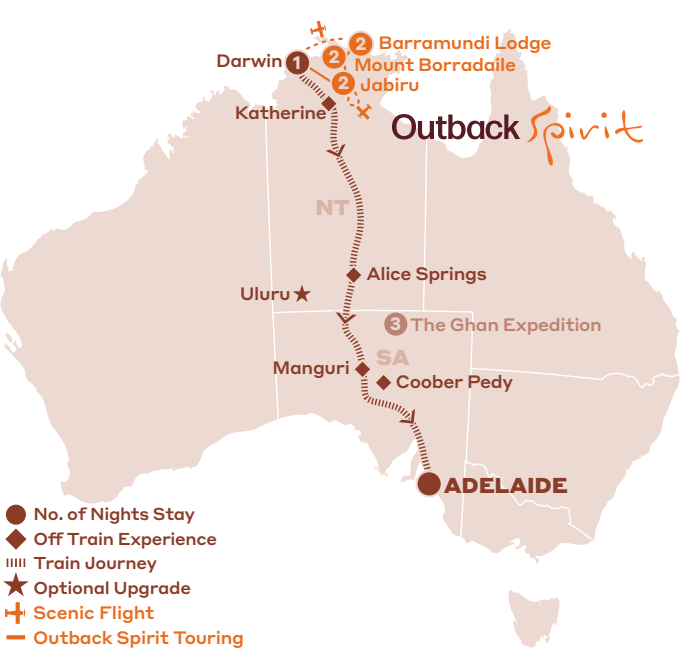 2 Barramundi Lodge
Darwin 1
2 Mount Borradaile
2 Jabiru
Katherine
Outback Spirit
NT
Alice Springs
Uluru
3 The Ghan Expedition
SA
Manguri
Coober Pedy
ADELAIDE
No. of Nights Stay
Off Train Experience
Train Journey
Optional Upgrade
Scenic Flight
Outback Spirit Touring